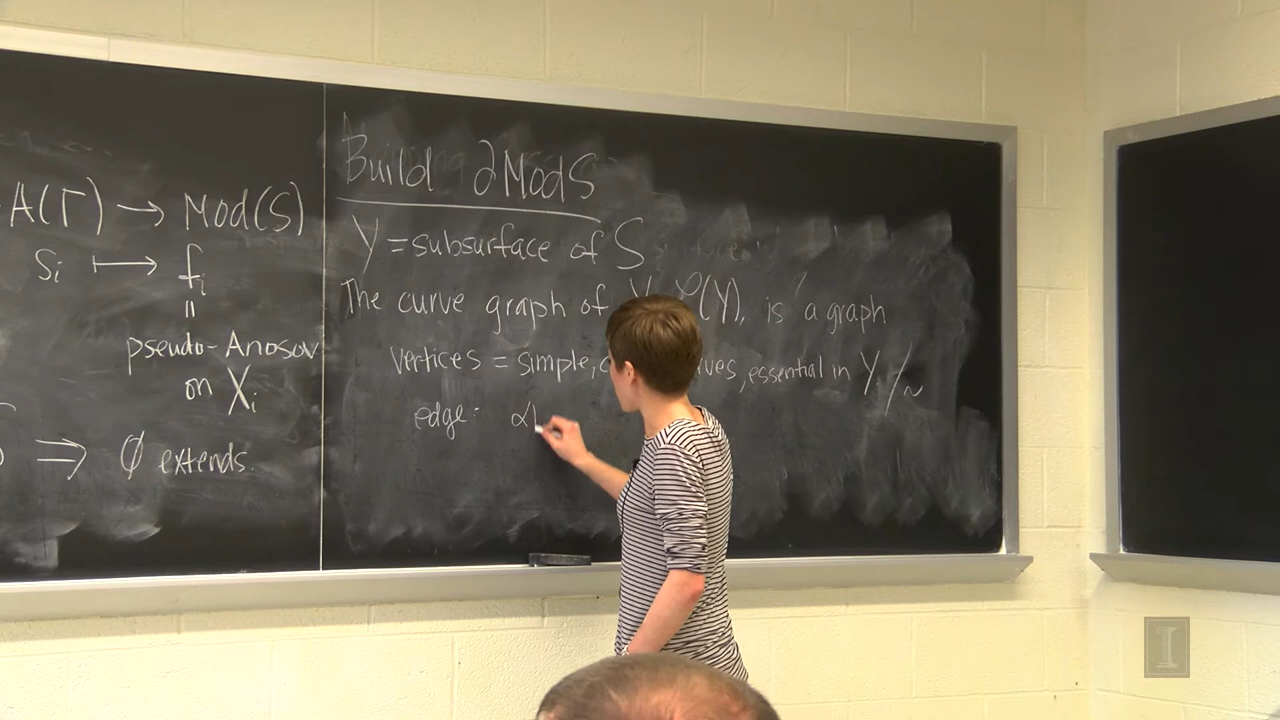 A(Γ) → Mod(S)
Si ⟼ fi
=
pseudo-Anosov
on Xi
⇒ ∅ extends.
Build ∂ModS
Y = subsurface of S
The curve graph of (Y), is a graph
vertices = simple, essential in Y / ~
edge: α
I